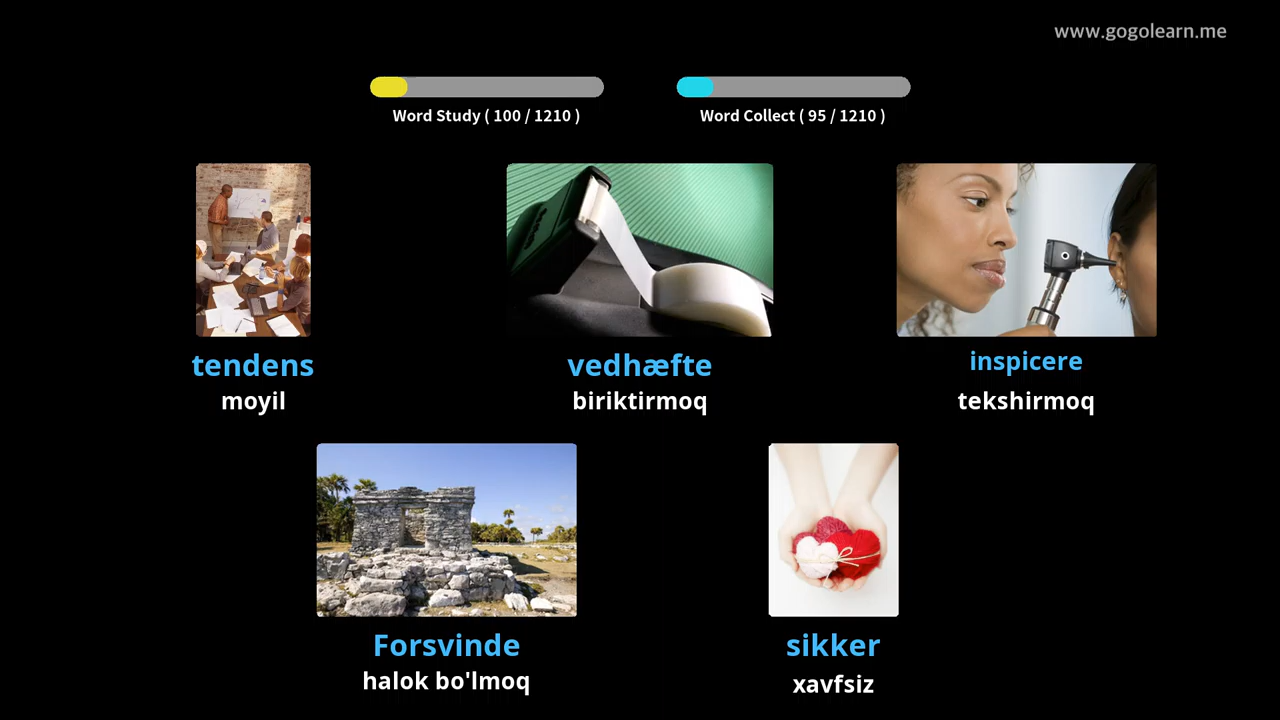 www.gogolearn.me
Word Study ( 100 / 1210 )
Word Collect ( 95 / 1210 )
tendens
moyil
vedhæfte
biriktirmoq
inspicere
tekshirmoq
Forsvinde
halok bo'lmoq
sikker
xavfsiz